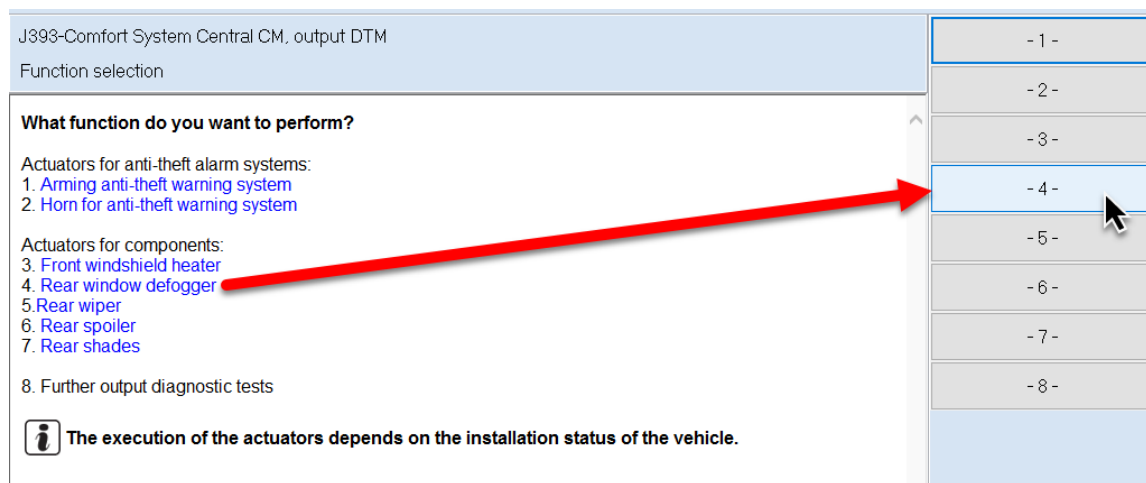 J393-Comfort System Central CM, output DTM
Function selection
What function do you want to perform?
Actuators for anti-theft alarm systems:
1. Arming anti-theft warning system
2. Horn for anti-theft warning system
Actuators for components:
3. Front windshield heater
4. Rear window defogger
5.Rear wiper
6. Rear spoiler
7. Rear shades
8. Further output diagnostic tests
i The execution of the actuators depends on the installation status of the vehicle.
- 1 -
- 2 -
- 3 -
- 4 -
- 5 -
- 6 -
- 7 -
- 8 -